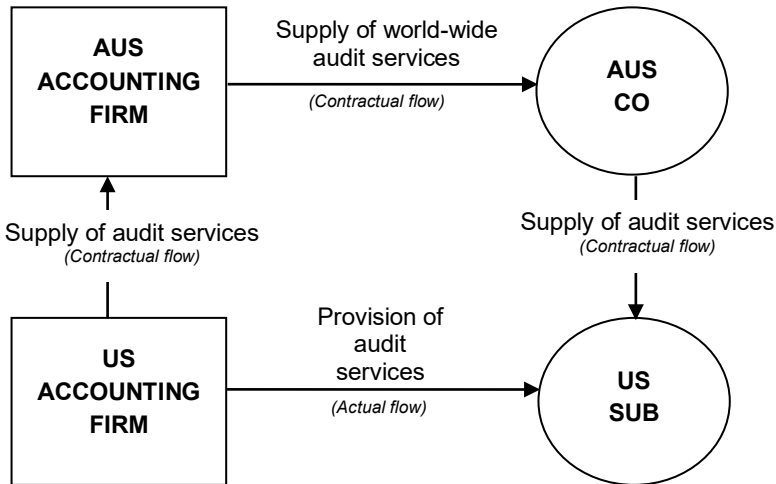 AUS
ACCOUNTING
FIRM
Supply of world-wide
audit services
(Contractual flow)
AUS
CO
Supply of audit services
(Contractual flow)
Supply of audit services
(Contractual flow)
US
ACCOUNTING
FIRM
Provision of
audit
services
(Actual flow)
US
SUB